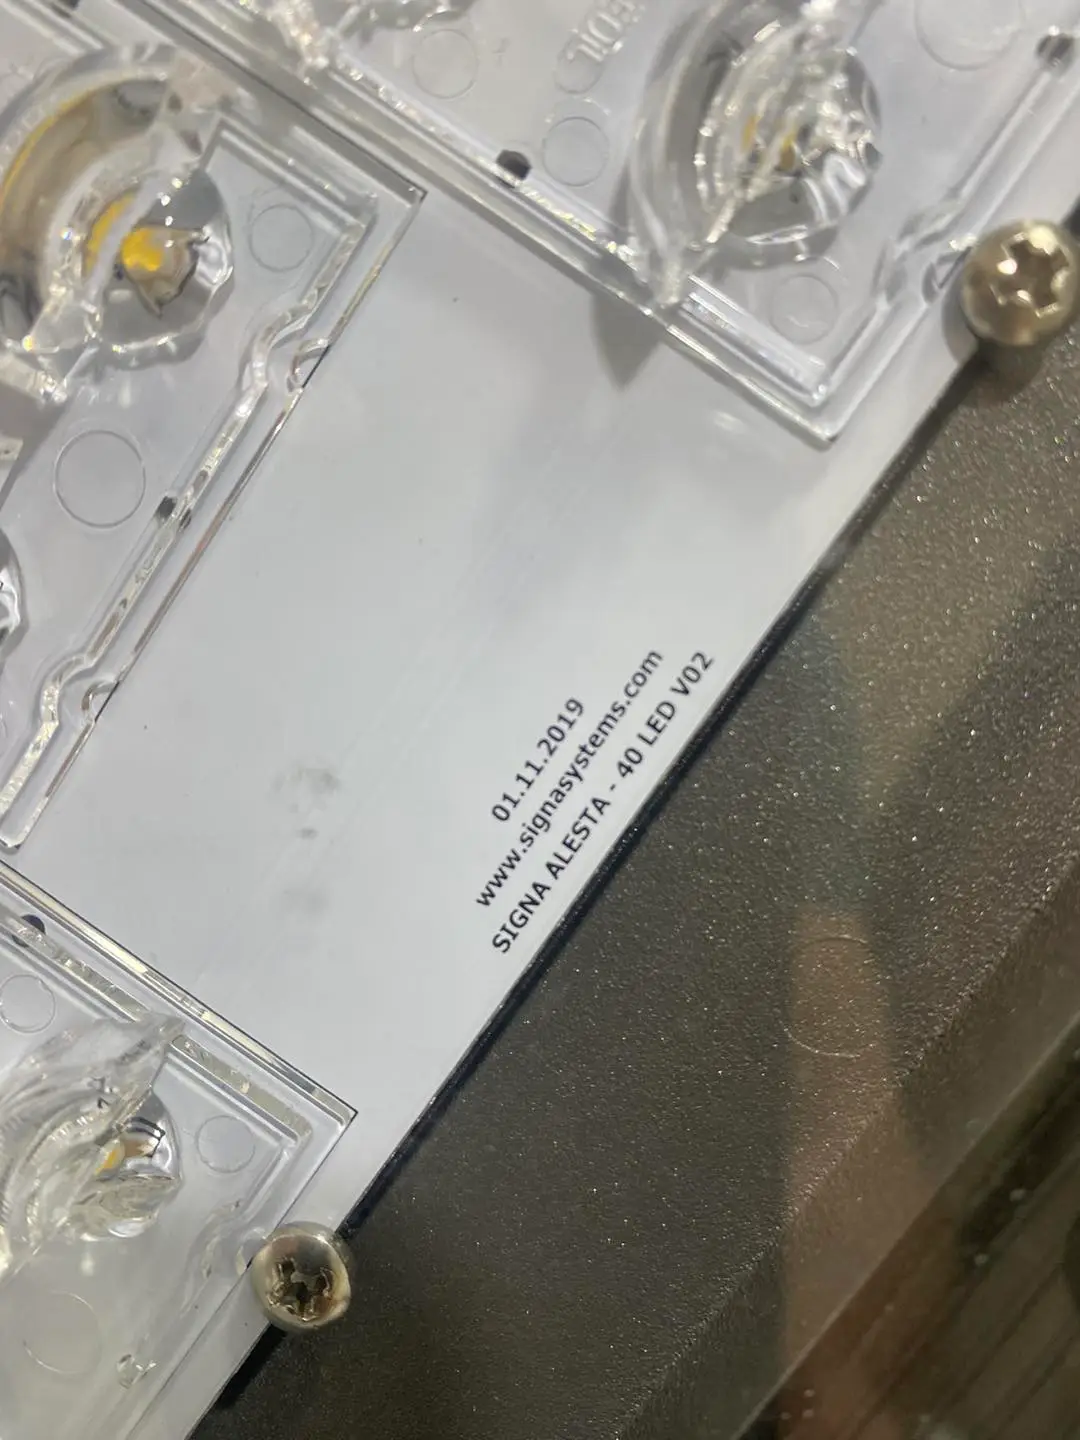 01.11.2019
www.signasystems.com
SIGNA ALESTA - 40 LED V02